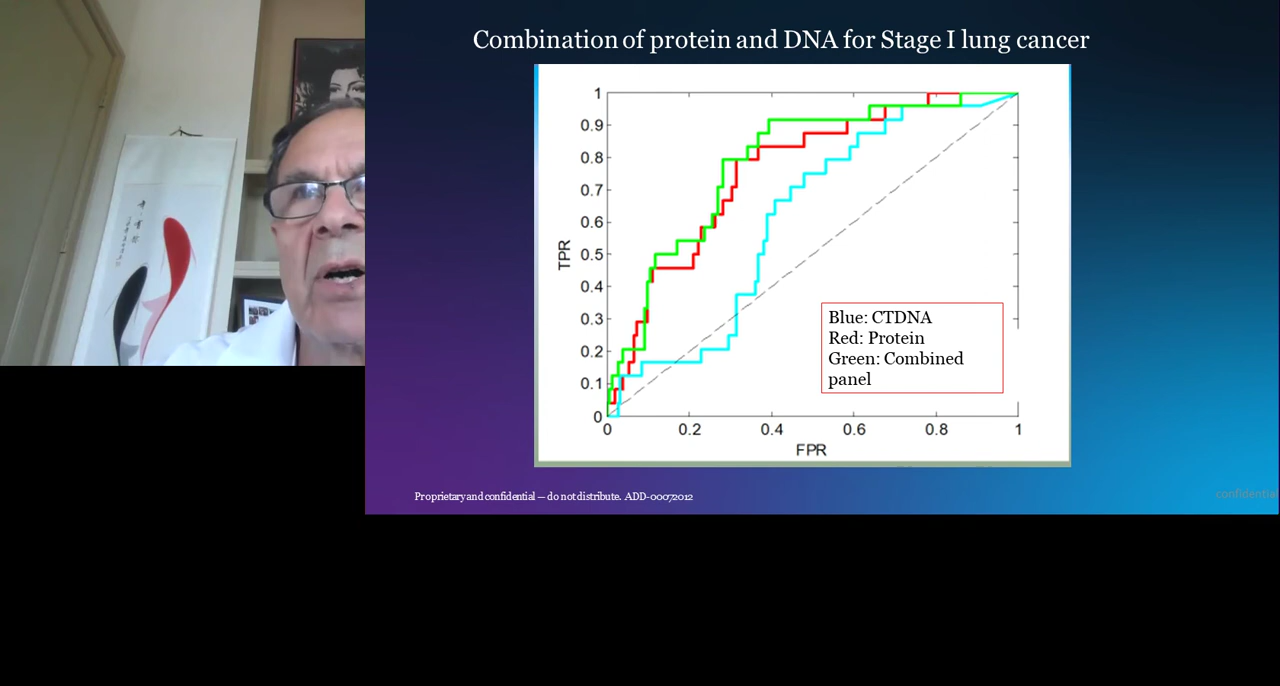 Combination of protein and DNA for Stage I lung cancer
1
0.9
0.8
0.7
0.6
0.5
0.4
0.3
0.2
0.1
0
TPR
0 0.2 0.4 0.6 0.8 1
FPR
Blue: CTDNA
Red: Protein
Green: Combined
panel
Proprietary and confidential – do not distribute. ADD-00072012
confidential